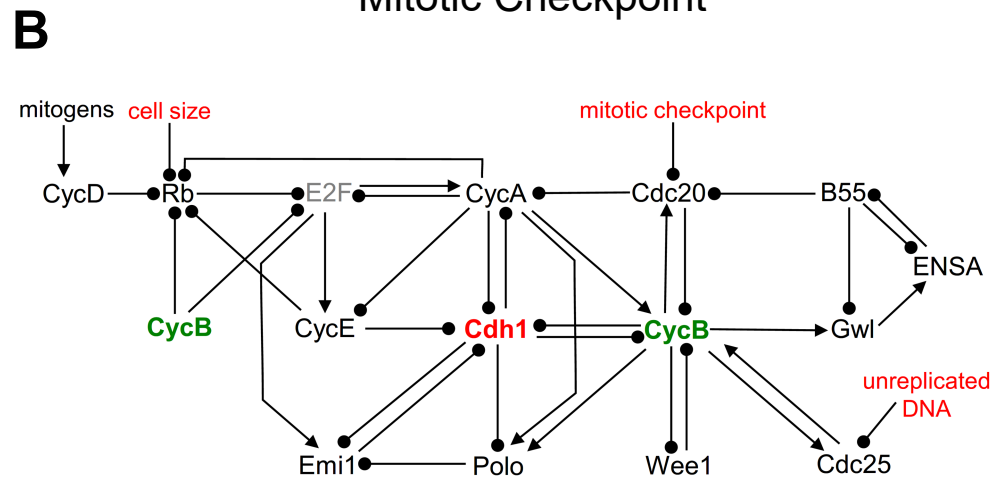 Mitotic Checkpoint
B
mitogens cell size mitotic checkpoint
CycD Rb E2F CycA Cdc20 B55
ENSA
CycB CycE Cdh1 CycB Gwl
unreplicated
DNA
Emi1 Polo Wee1 Cdc25